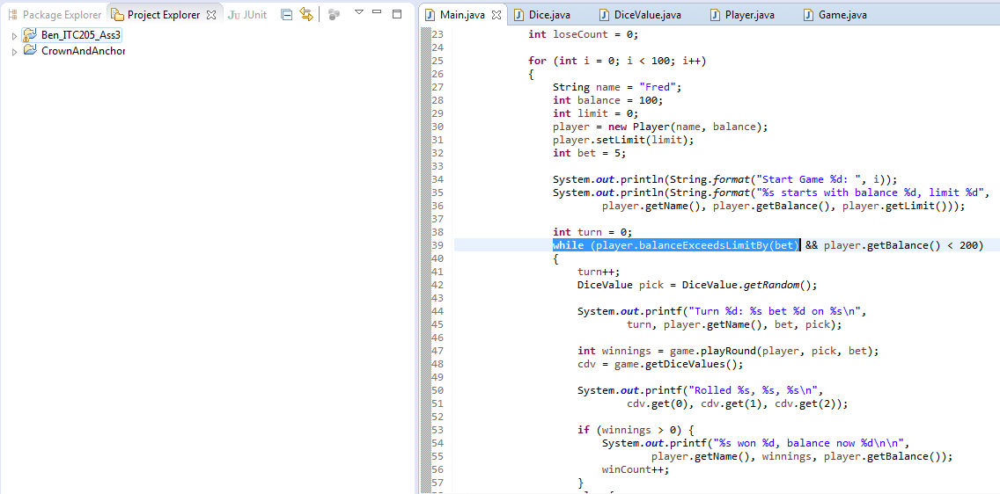 Package Explorer Project Explorer JUnit
Ben_ITC205_Ass3
CrownAndAnchor
Main.java Dice.java DiceValue.java Player.java Game.java
23 int loseCount = 0;
24
25 for (int i = 0; i < 100; i++)
26 {
27 String name = "Fred";
28 int balance = 100;
29 int limit = 0;
30 player = new Player(name, balance);
31 player.setLimit(limit);
32 int bet = 5;
33
34 System.out.println(String.format("Start Game %d: ", i));
35 System.out.println(String.format("%s starts with balance %d, limit %d",
36 player.getName(), player.getBalance(), player.getLimit()));
37
38 int turn = 0;
39 while (player.balanceExceedsLimitBy(bet) && player.getBalance() < 200)
40 {
41 turn++;
42 DiceValue pick = DiceValue.getRandom();
43
44 System.out.printf("Turn %d: %s bet %d on %s\n",
45 turn, player.getName(), bet, pick);
46
47 int winnings = game.playRound(player, pick, bet);
48 cdv = game.getDiceValues();
49
50 System.out.printf("Rolled %s, %s, %s\n",
51 cdv.get(0), cdv.get(1), cdv.get(2));
52
53 if (winnings > 0) {
54 System.out.printf("%s won %d, balance now %d\n\n",
55 player.getName(), winnings, player.getBalance());
56 winCount++;
57 }